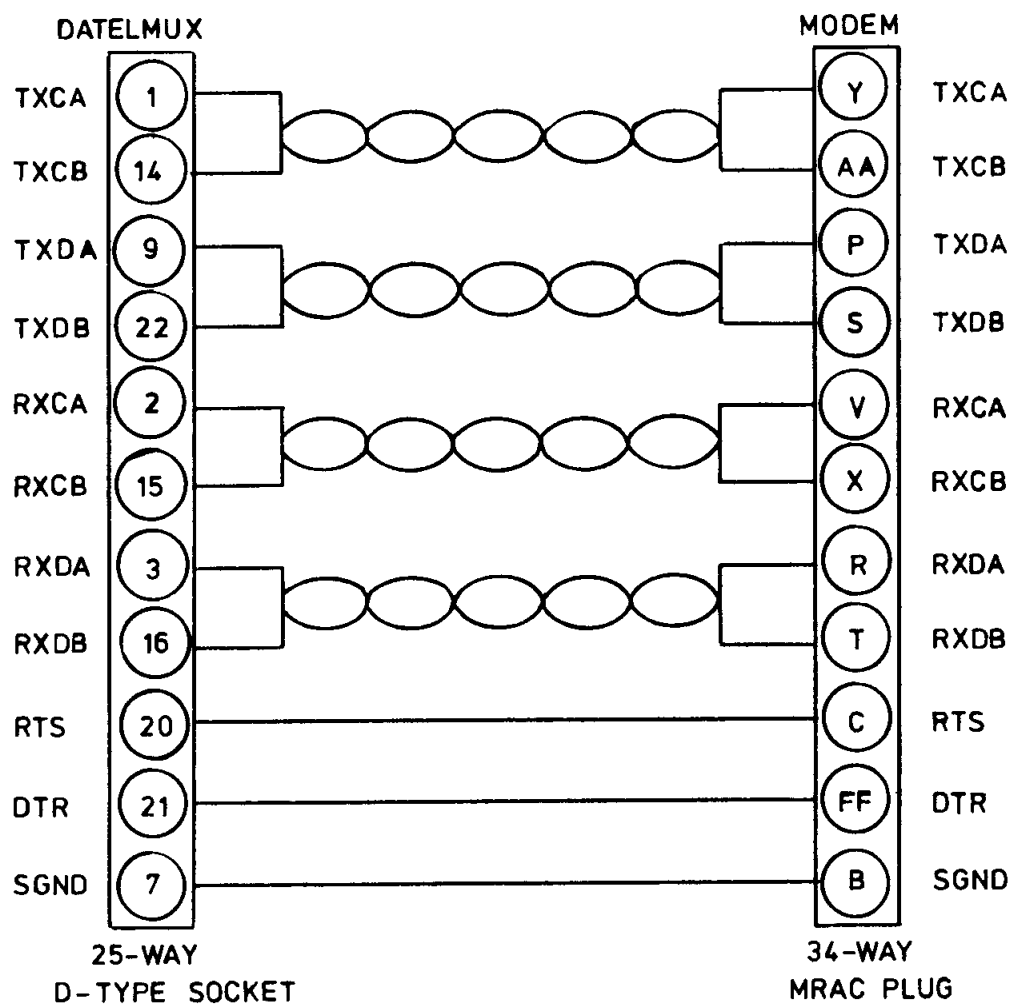 DATELMUX MODEM
TXCA 1 Y TXCA
TXCB 14 AA TXCB
TXDA 9 P TXDA
TXDB 22 S TXDB
RXCA 2 V RXCA
RXCB 15 X RXCB
RXDA 3 R RXDA
RXDB 16 T RXDB
RTS 20 C RTS
DTR 21 FF DTR
SGND 7 B SGND
25-WAY 34-WAY
D-TYPE SOCKET MRAC PLUG